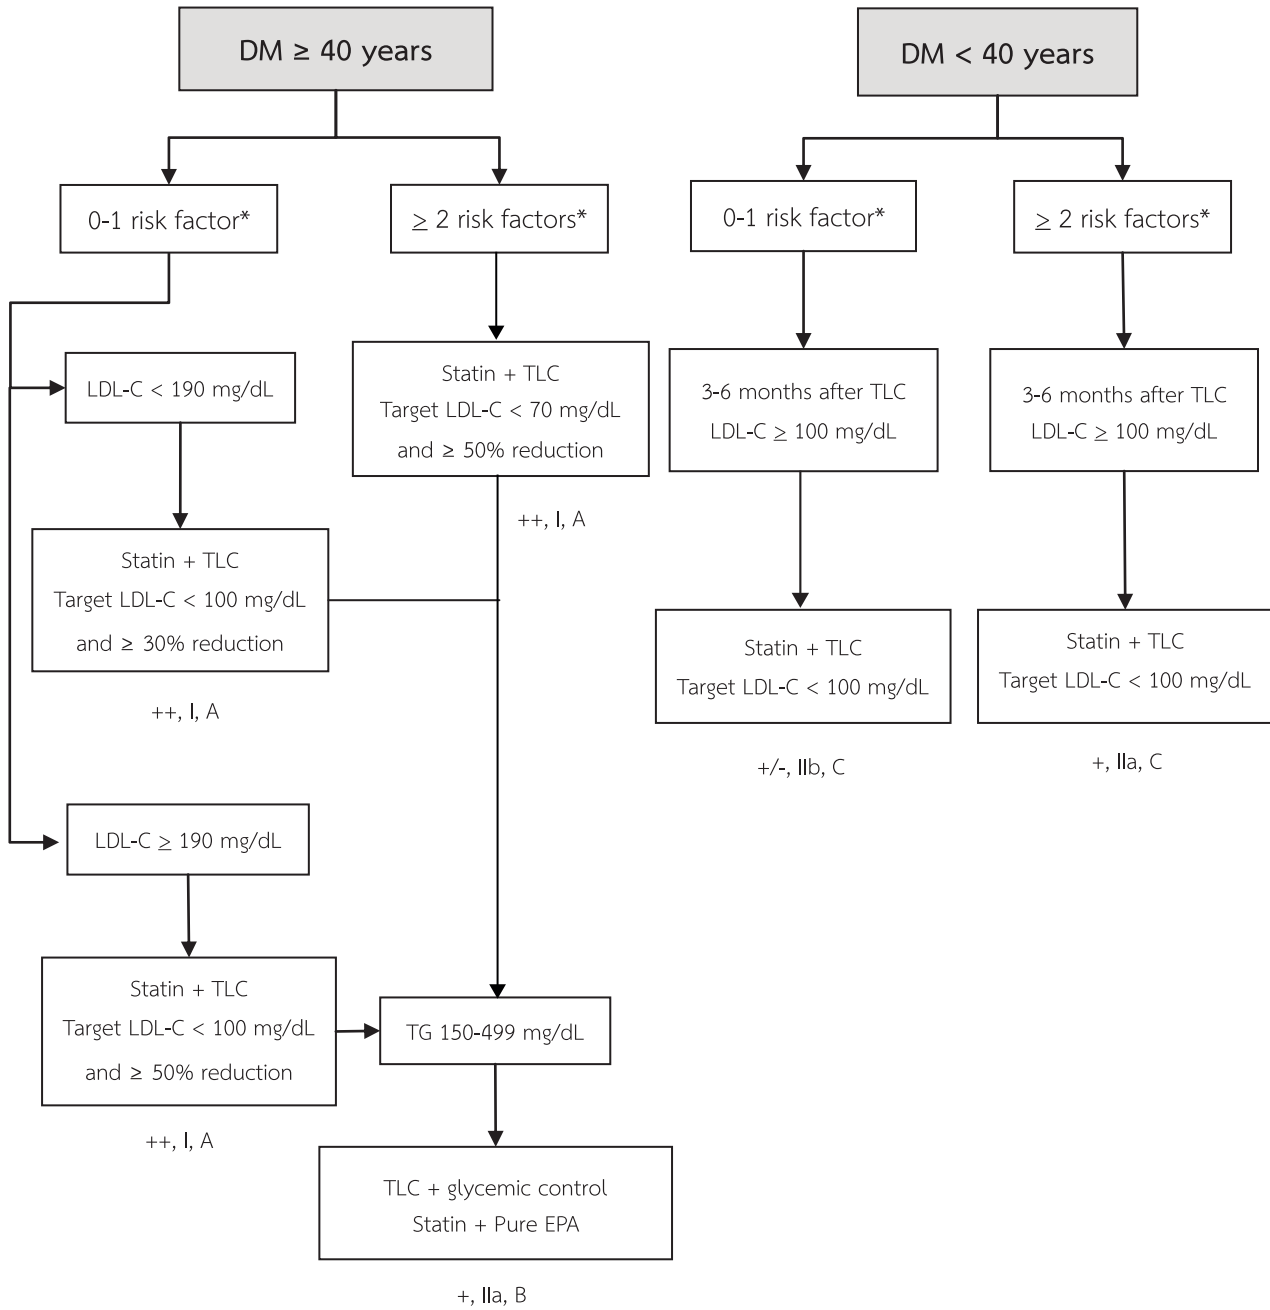 DM ≥ 40 years
0-1 risk factor*
≥ 2 risk factors*
LDL-C < 190 mg/dL
Statin + TLC
Target LDL-C < 70 mg/dL
and ≥ 50% reduction
++, I, A
Statin + TLC
Target LDL-C < 100 mg/dL
and ≥ 30% reduction
++, I, A
LDL-C ≥ 190 mg/dL
Statin + TLC
Target LDL-C < 100 mg/dL
and ≥ 50% reduction
++, I, A
TG 150-499 mg/dL
TLC + glycemic control
Statin + Pure EPA
+, IIa, B
DM < 40 years
0-1 risk factor*
≥ 2 risk factors*
3-6 months after TLC
LDL-C ≥ 100 mg/dL
3-6 months after TLC
LDL-C ≥ 100 mg/dL
Statin + TLC
Target LDL-C < 100 mg/dL
+/-, IIb, C
Statin + TLC
Target LDL-C < 100 mg/dL
+, IIa, C